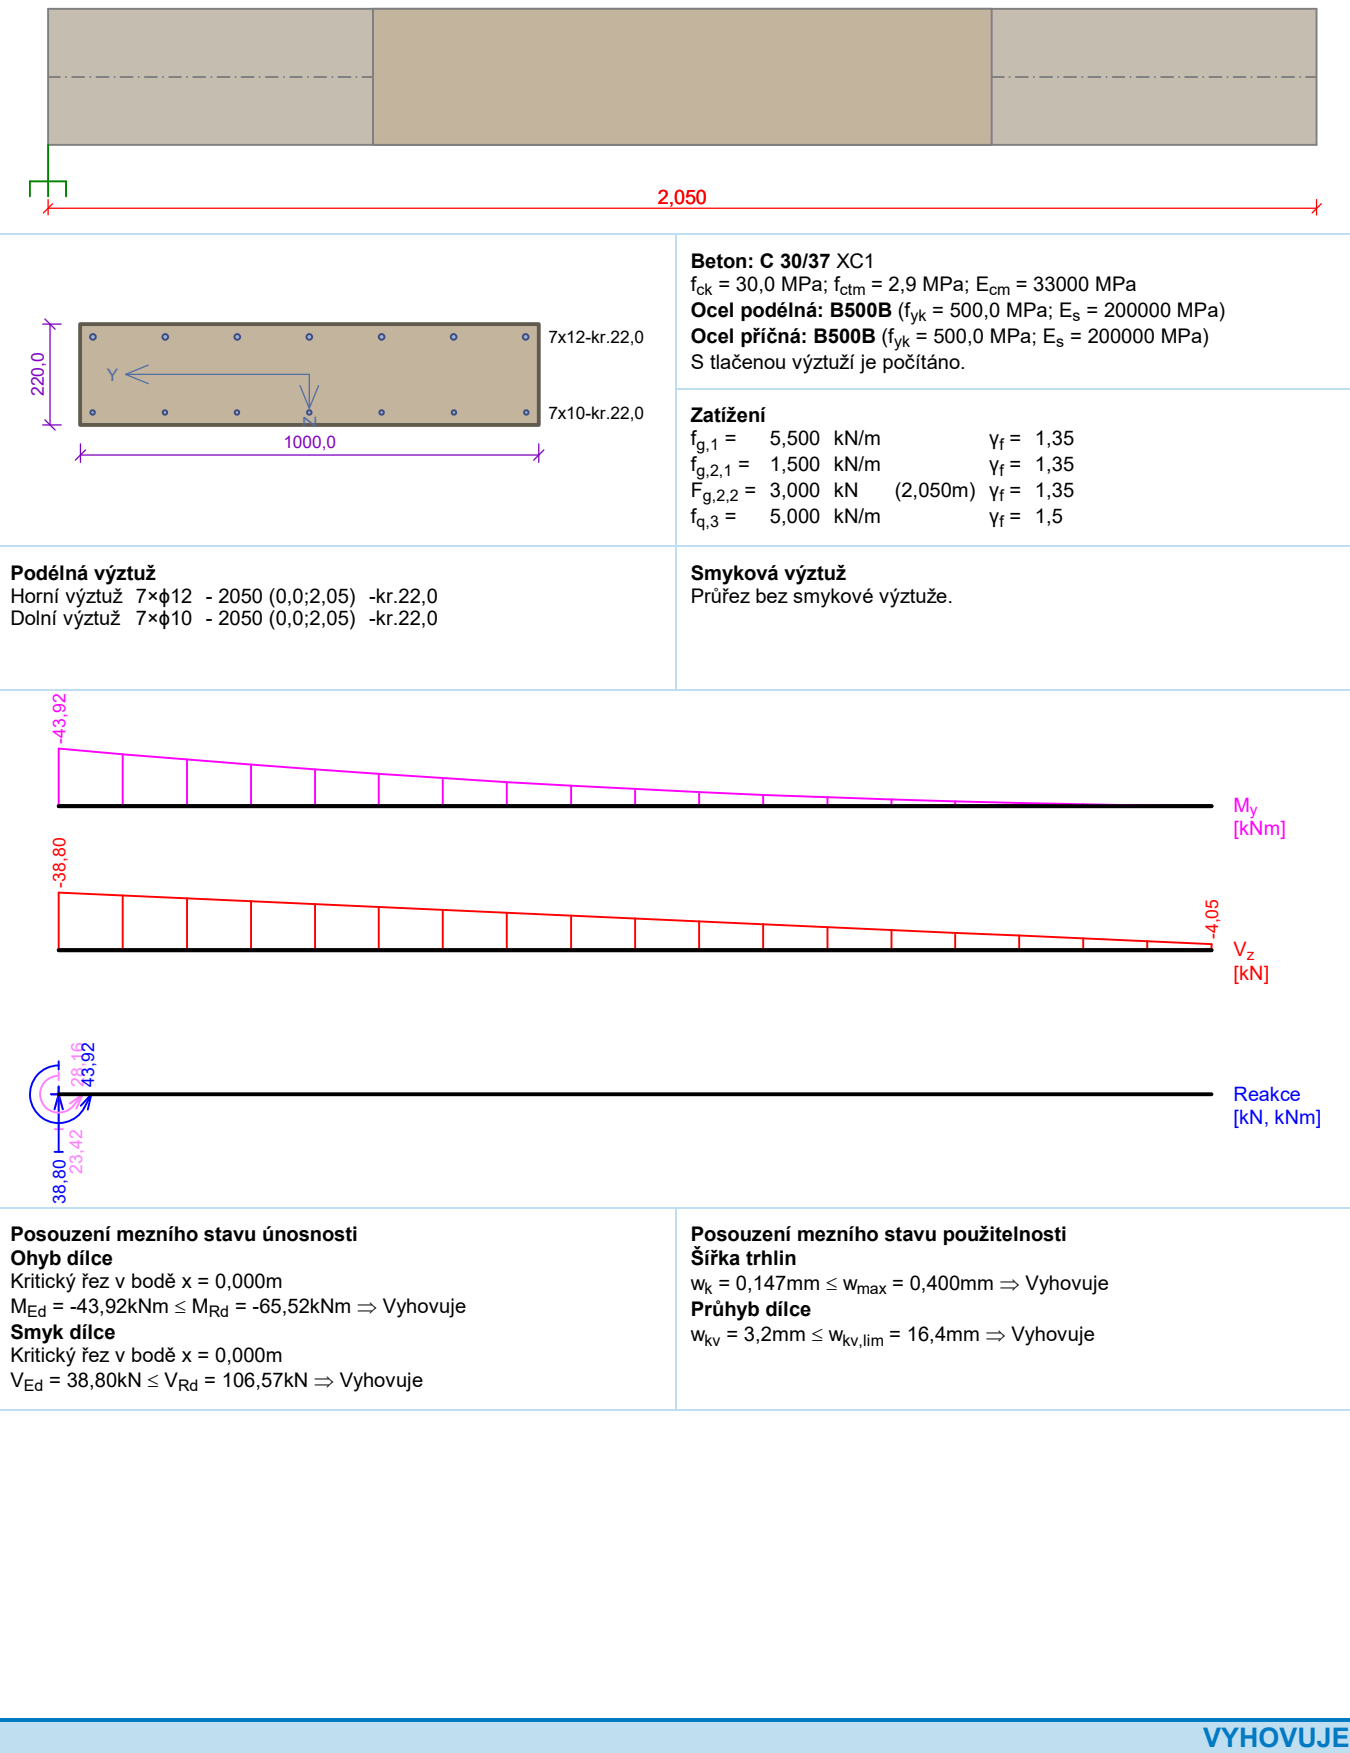 2,050
220,0
Y
Z
1000,0
7x12-kr.22,0
7x10-kr.22,0
Beton: C 30/37 XC1
fck = 30,0 MPa; fctm = 2,9 MPa; Ecm = 33000 MPa
Ocel podélná: B500B (fyk = 500,0 MPa; Es = 200000 MPa)
Ocel příčná: B500B (fyk = 500,0 MPa; Es = 200000 MPa)
S tlačenou výztuží je počítáno.
Zatížení
fg,1 = 5,500 kN/m γf = 1,35
fg,2,1 = 1,500 kN/m γf = 1,35
Fg,2,2 = 3,000 kN (2,050m) γf = 1,35
fq,3 = 5,000 kN/m γf = 1,5
Podélná výztuž
Horní výztuž 7×ϕ12 - 2050 (0,0;2,05) -kr.22,0
Dolní výztuž 7×ϕ10 - 2050 (0,0;2,05) -kr.22,0
Smyková výztuž
Průřez bez smykové výztuže.
-43,92
My
[kNm]
-38,80
-4,05
Vz
[kN]
28,16
43,92
23,42
38,80
Reakce
[kN, kNm]
Posouzení mezního stavu únosnosti
Ohyb dílce
Kritický řez v bodě x = 0,000m
MEd = -43,92kNm ≤ MRd = -65,52kNm ⇒ Vyhovuje
Smyk dílce
Kritický řez v bodě x = 0,000m
VEd = 38,80kN ≤ VRd = 106,57kN ⇒ Vyhovuje
Posouzení mezního stavu použitelnosti
Šířka trhlin
wk = 0,147mm ≤ wmax = 0,400mm ⇒ Vyhovuje
Průhyb dílce
wkv = 3,2mm ≤ wkv,lim = 16,4mm ⇒ Vyhovuje
VYHOVUJE